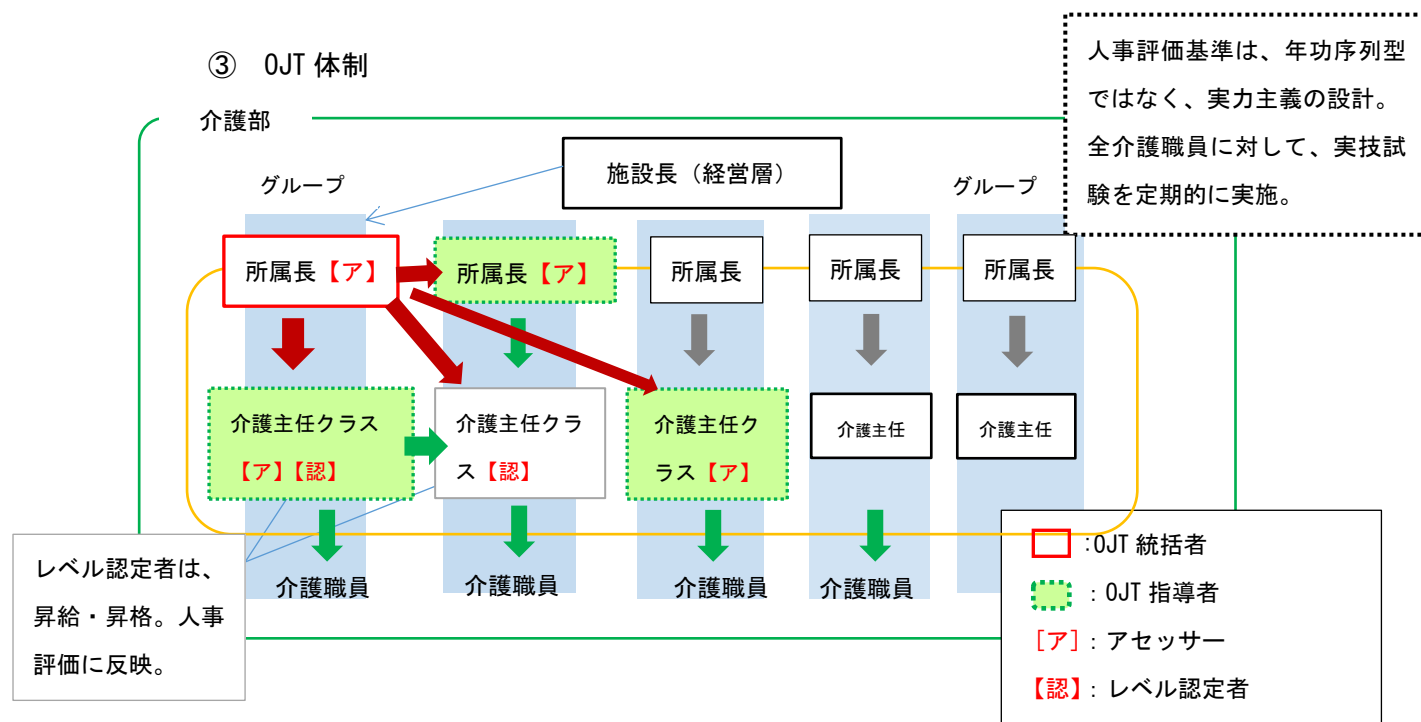 ③ OJT 体制
人事評価基準は、年功序列型
ではなく、実力主義の設計。
全介護職員に対して、実技試
験を定期的に実施。
介護部
施設長（経営層）
グループ
グループ
所属長【ア】
所属長【ア】
所属長
所属長
所属長
介護主任クラス
【ア】【認】
介護主任クラ
ス【認】
介護主任ク
ラス【ア】
介護主任
介護主任
介護職員
介護職員
介護職員
介護職員
レベル認定者は、
昇給・昇格。人事
評価に反映。
:OJT 統括者
：OJT 指導者
［ア］：アセッサー
【認】：レベル認定者